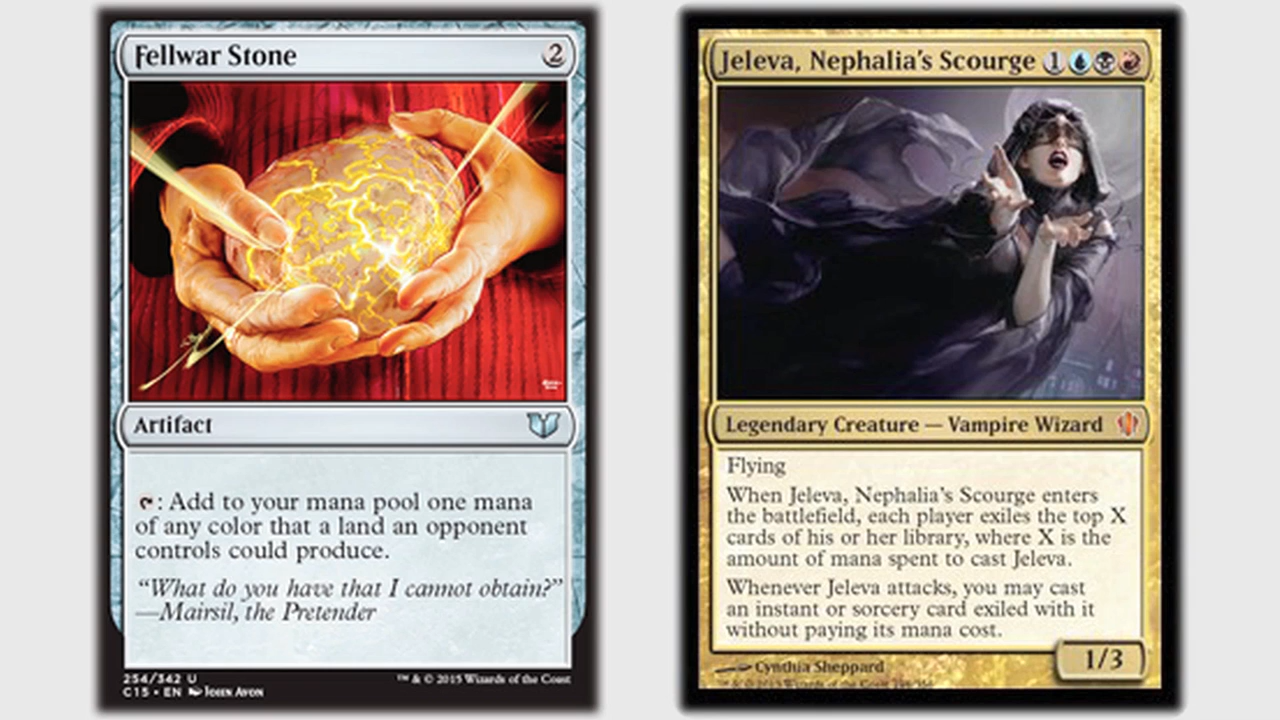 Fellwar Stone 2
Artifact
: Add to your mana pool one mana
of any color that a land an opponent
controls could produce.
“What do you have that I cannot obtain?”
—Mairsil, the Pretender
254/342 U
C15 • EN John Avon
™ & © 2015 Wizards of the Coast
Jeleva, Nephalia's Scourge 1
Legendary Creature — Vampire Wizard
Flying
When Jeleva, Nephalia's Scourge enters
the battlefield, each player exiles the top X
cards of his or her library, where X is the
amount of mana spent to cast Jeleva.
Whenever Jeleva attacks, you may cast
an instant or sorcery card exiled with it
without paying its mana cost.
1/3
Cynthia Sheppard